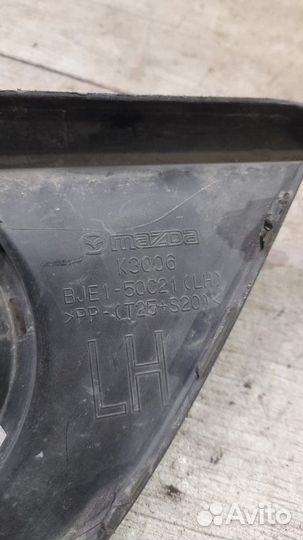 mazda
K3006
BJE1-50C21(LH)
>PP-(T25+S20)<
LH
Avito